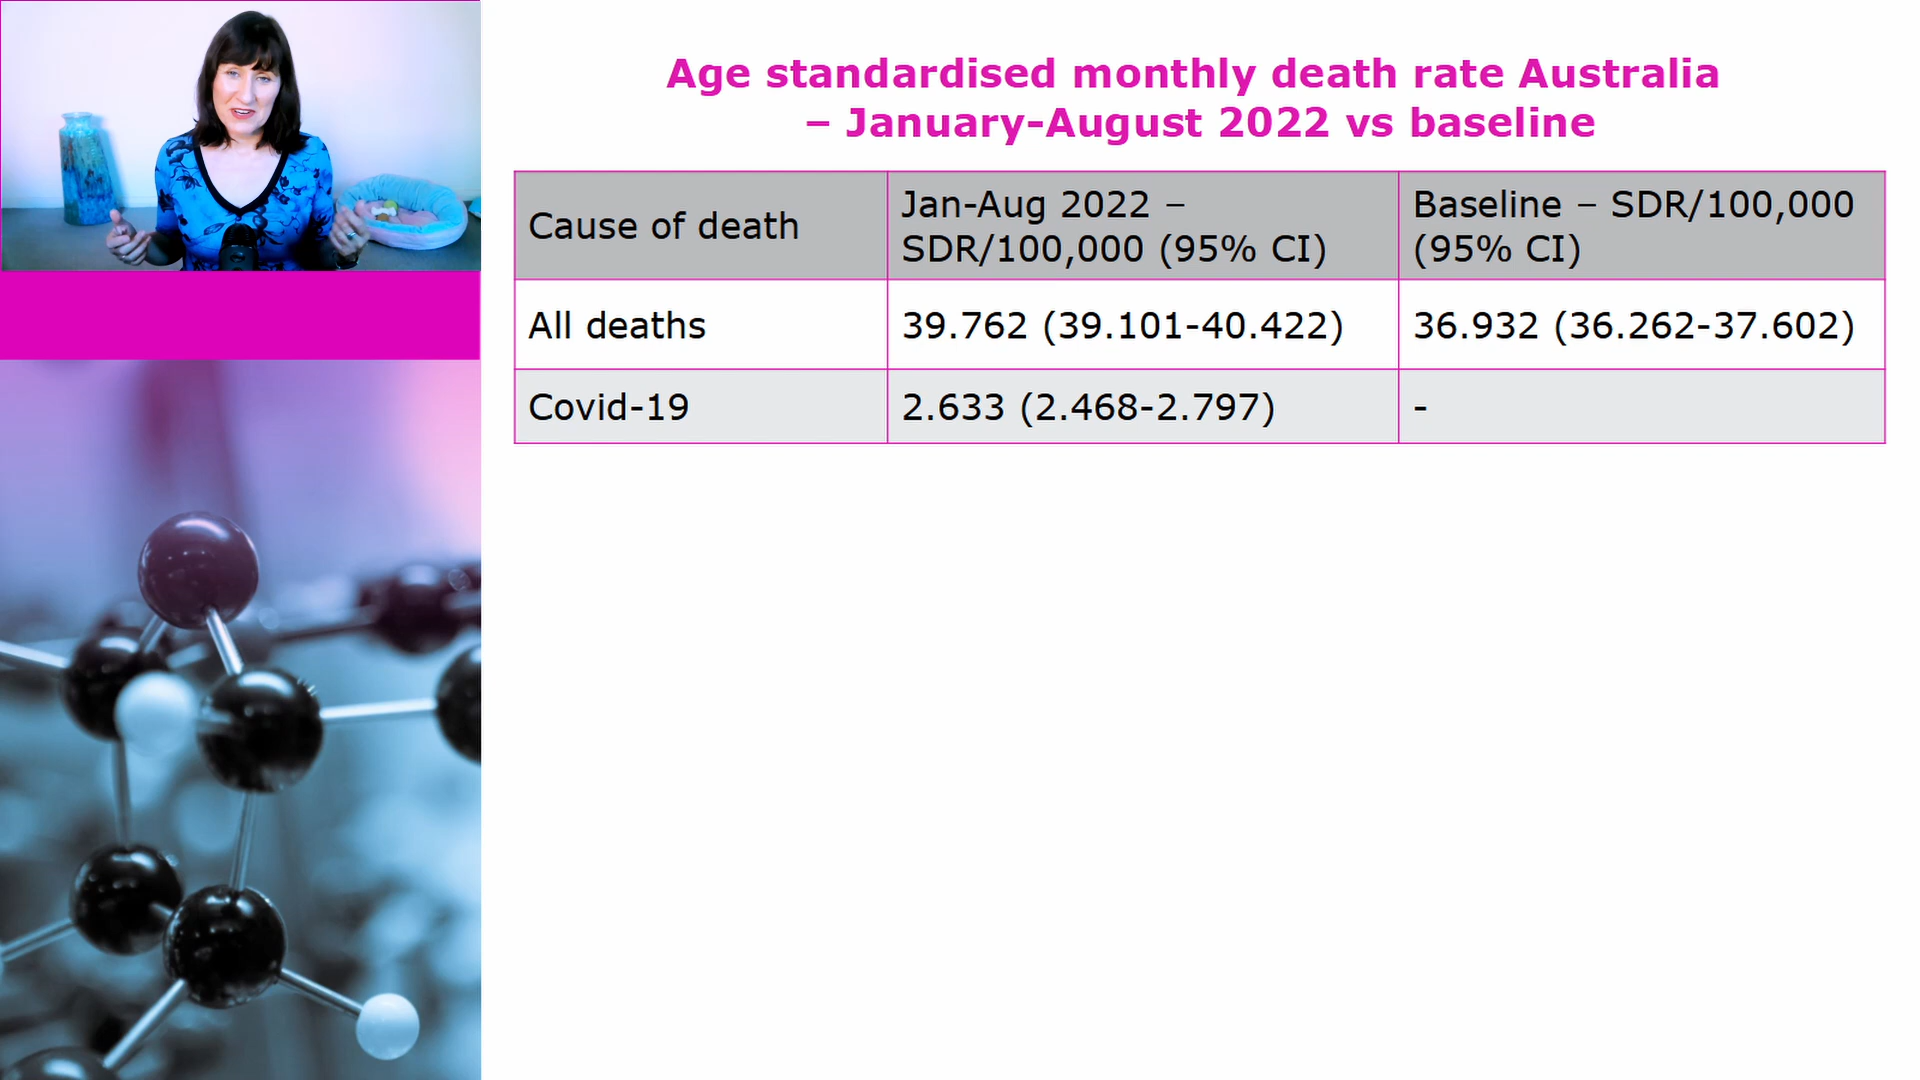 Age standardised monthly death rate Australia
– January-August 2022 vs baseline
Cause of death
Jan-Aug 2022 –
SDR/100,000 (95% CI)
Baseline – SDR/100,000
(95% CI)
All deaths
39.762 (39.101-40.422)
36.932 (36.262-37.602)
Covid-19
2.633 (2.468-2.797)
-